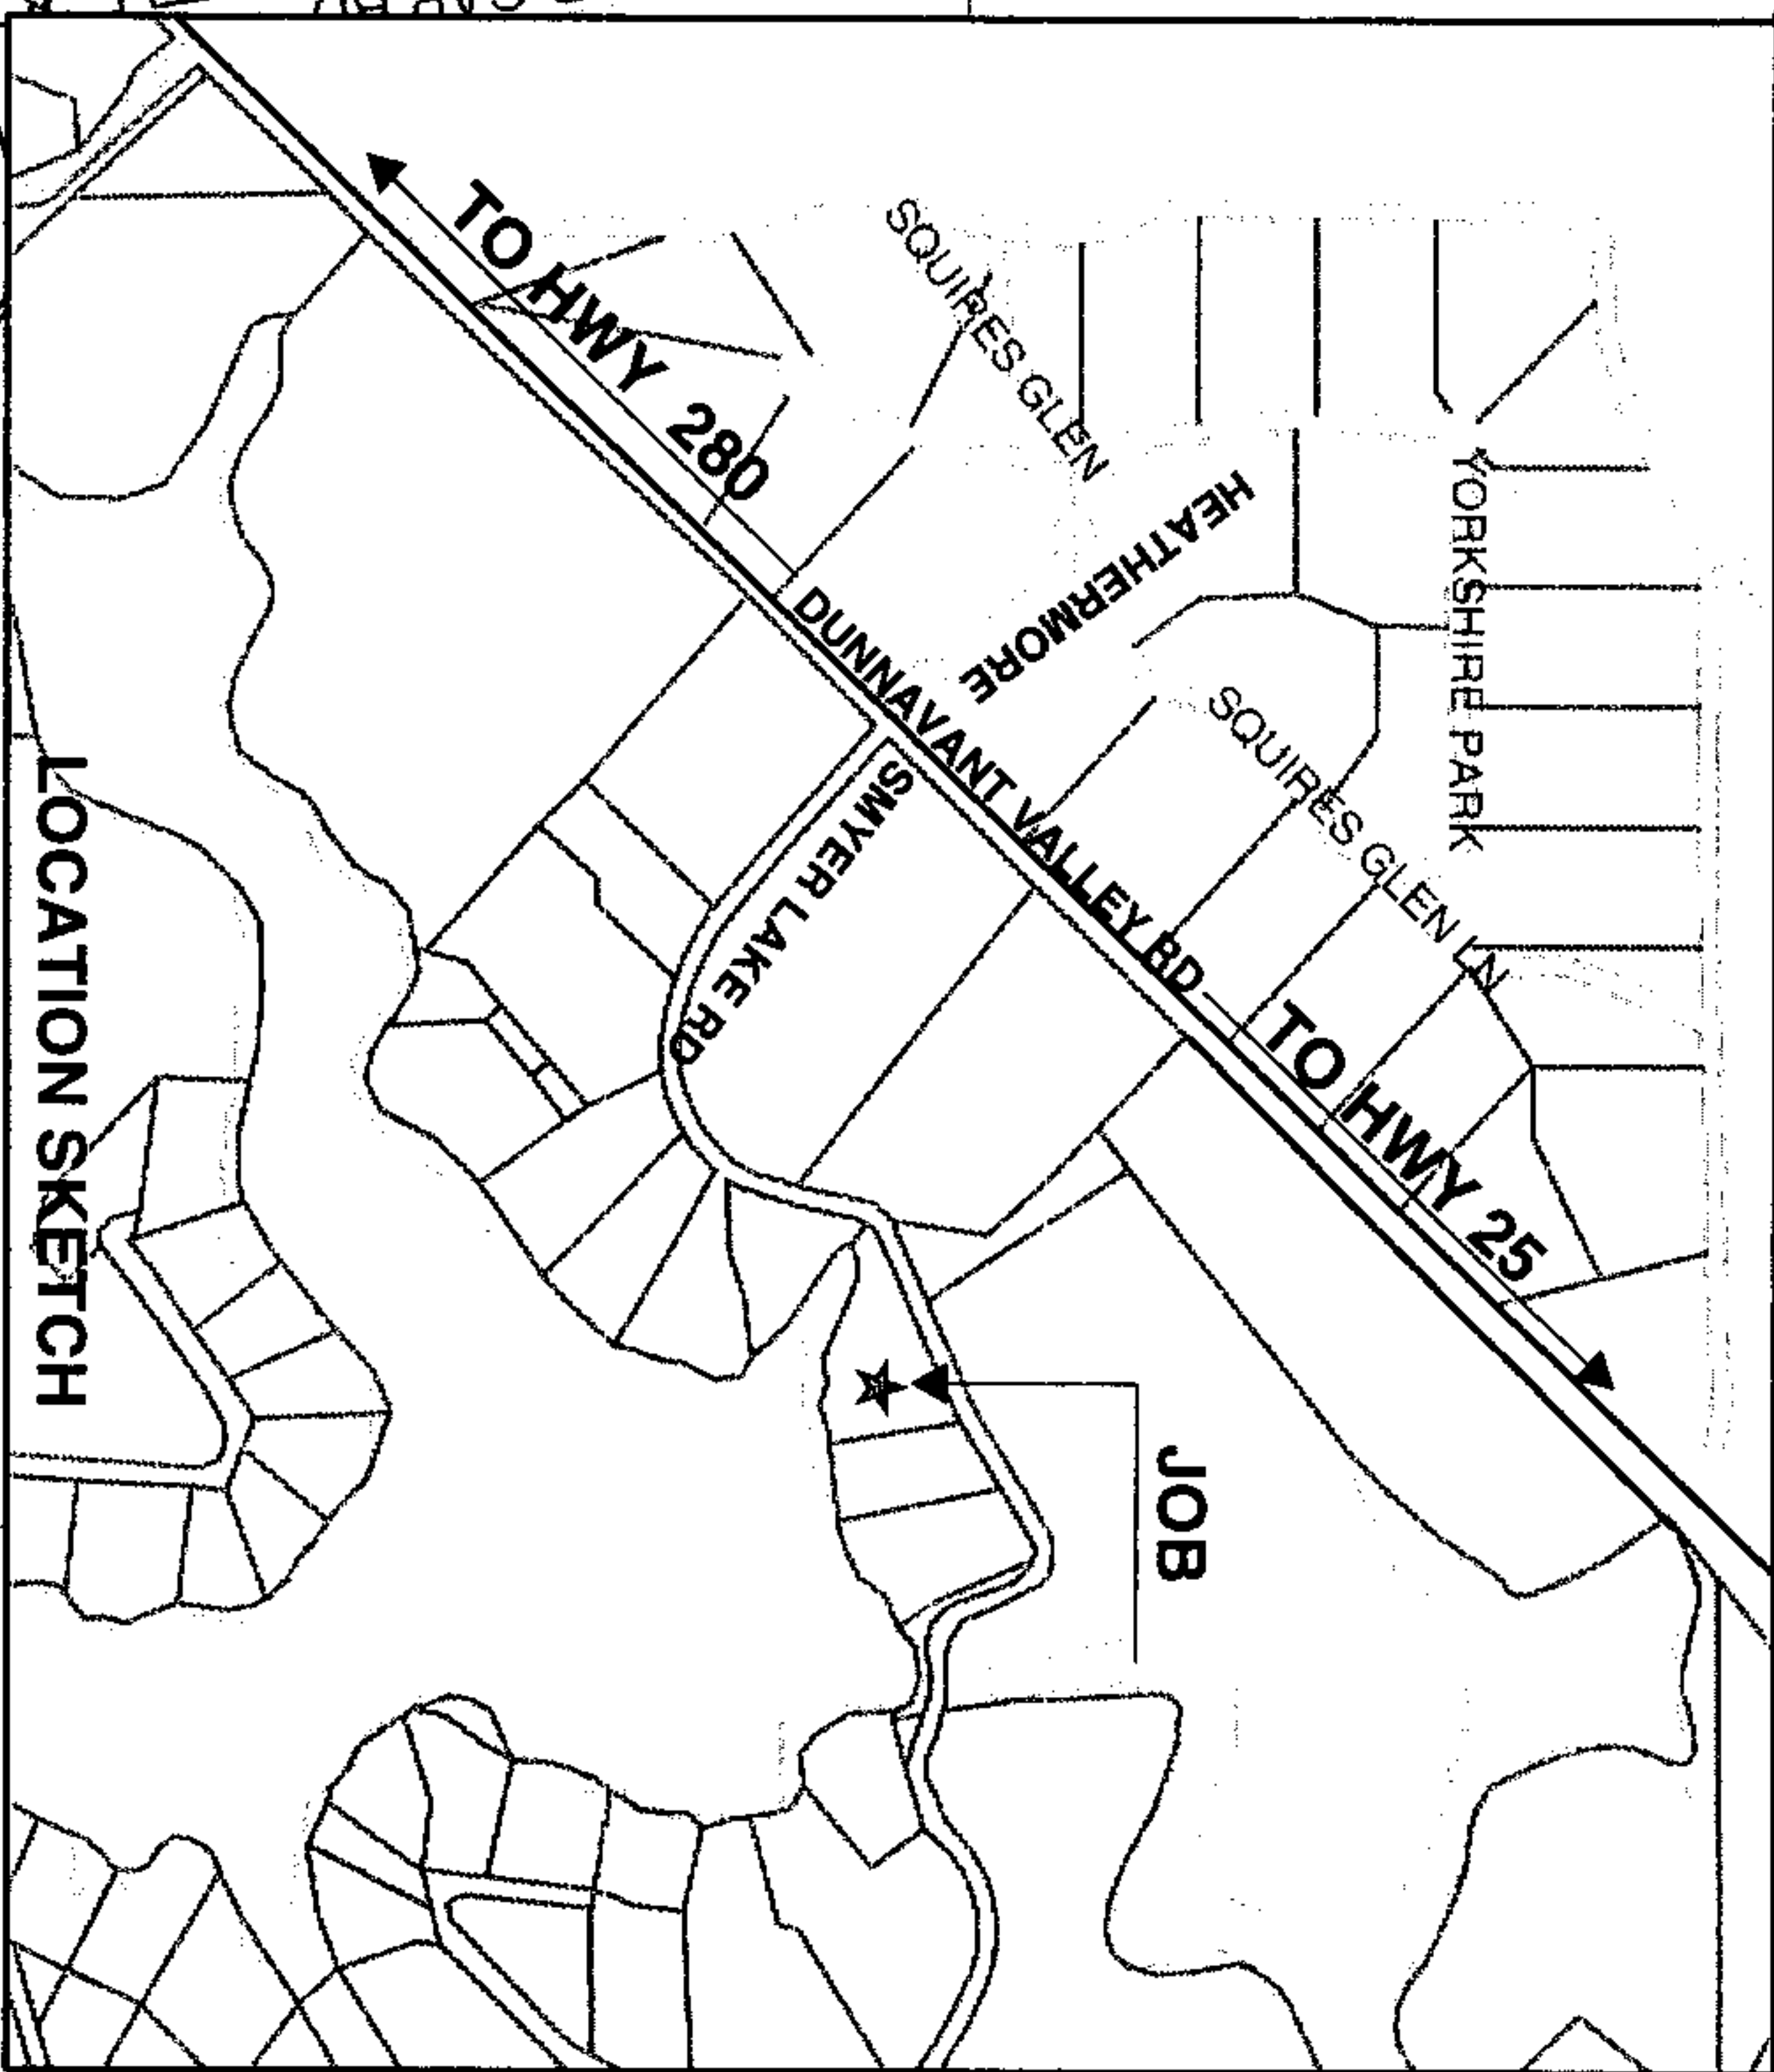 TO HWY 280
SQUIRES GLEN
HEATHERMORE
YORKSHIRE PARK
DUNNAVANT VALLEY RD
SQUIRES GLEN LN
SMYER LAKE RD
TO HWY 25
JOB
LOCATION SKETCH